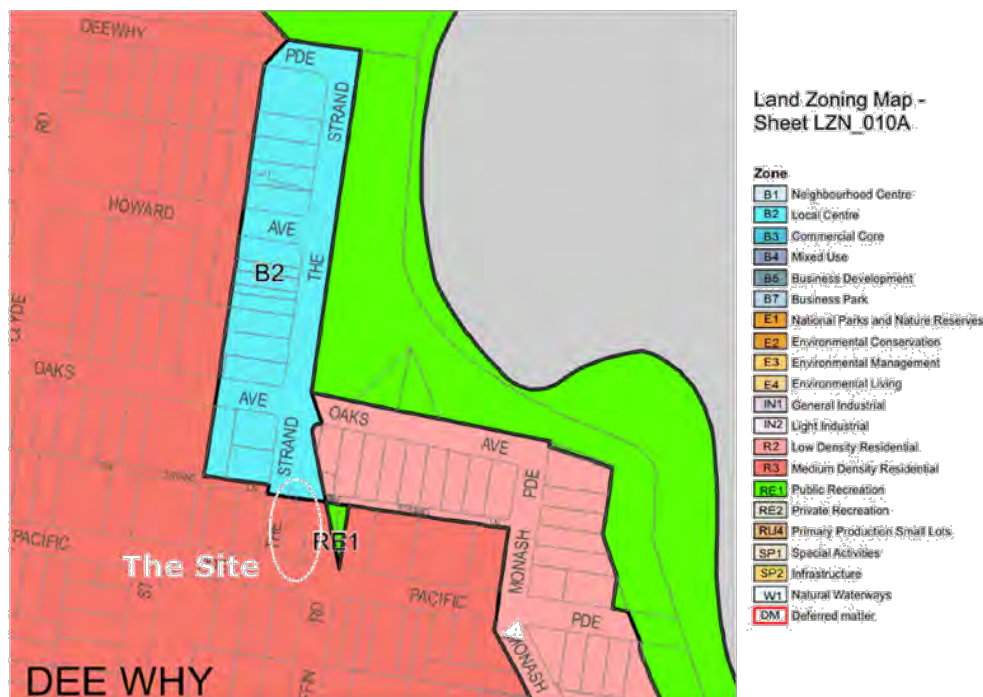 DEEWHY
PDE
STRAND
RD
HOWARD
AVE
THE
B2
CLYDE
OAKS
AVE
STRAND
OAKS
AVE
PDE
LN
LN
THE
RE1
MONASH
PACIFIC
The Site
ST
RD
PACIFIC
PDE
MONASH
DEE WHY
Land Zoning Map -
Sheet LZN_010A
Zone
B1 Neighbourhood Centre
B2 Local Centre
B3 Commercial Core
B4 Mixed Use
B5 Business Development
B7 Business Park
E1 National Parks and Nature Reserves
E2 Environmental Conservation
E3 Environmental Management
E4 Environmental Living
IN1 General Industrial
IN2 Light Industrial
R2 Low Density Residential
R3 Medium Density Residential
RE1 Public Recreation
RE2 Private Recreation
RU4 Primary Production Small Lots
SP1 Special Activities
SP2 Infrastructure
W1 Natural Waterways
DM Deferred matter